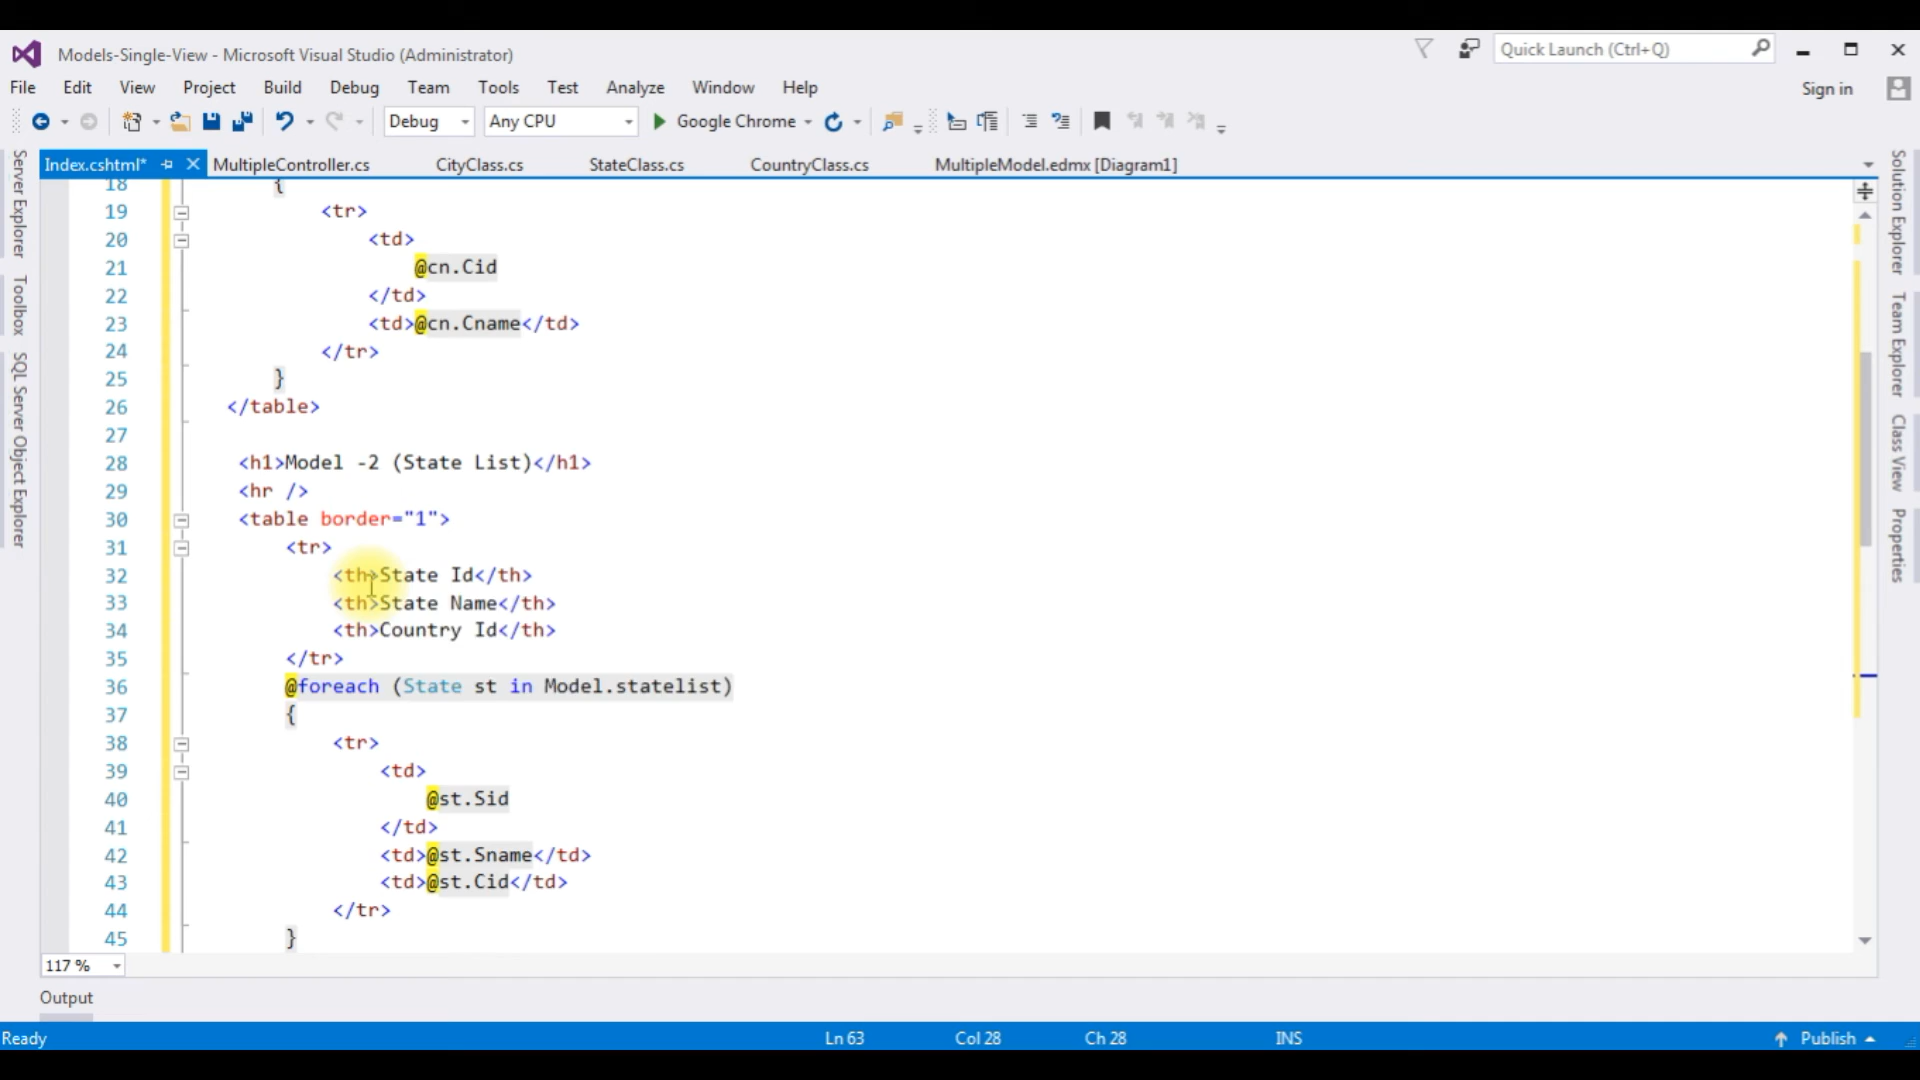 Models-Single-View - Microsoft Visual Studio (Administrator)
Quick Launch (Ctrl+Q)
File Edit View Project Build Debug Team Tools Test Analyze Window Help
Sign in
Debug Any CPU Google Chrome
Index.cshtml* MultipleController.cs CityClass.cs StateClass.cs CountryClass.cs MultipleModel.edmx [Diagram1]
Server Explorer
Toolbox
SQL Server Object Explorer
18 {
19 <tr>
20 <td>
21 @cn.Cid
22 </td>
23 <td>@cn.Cname</td>
24 </tr>
25 }
26 </table>
27
28 <h1>Model -2 (State List)</h1>
29 <hr />
30 <table border="1">
31 <tr>
32 <th>State Id</th>
33 <th>State Name</th>
34 <th>Country Id</th>
35 </tr>
36 @foreach (State st in Model.statelist)
37 {
38 <tr>
39 <td>
40 @st.Sid
41 </td>
42 <td>@st.Sname</td>
43 <td>@st.Cid</td>
44 </tr>
45 }
Solution Explorer
Team Explorer
Class View
Properties
117 %
Output
Ready Ln 63 Col 28 Ch 28 INS Publish